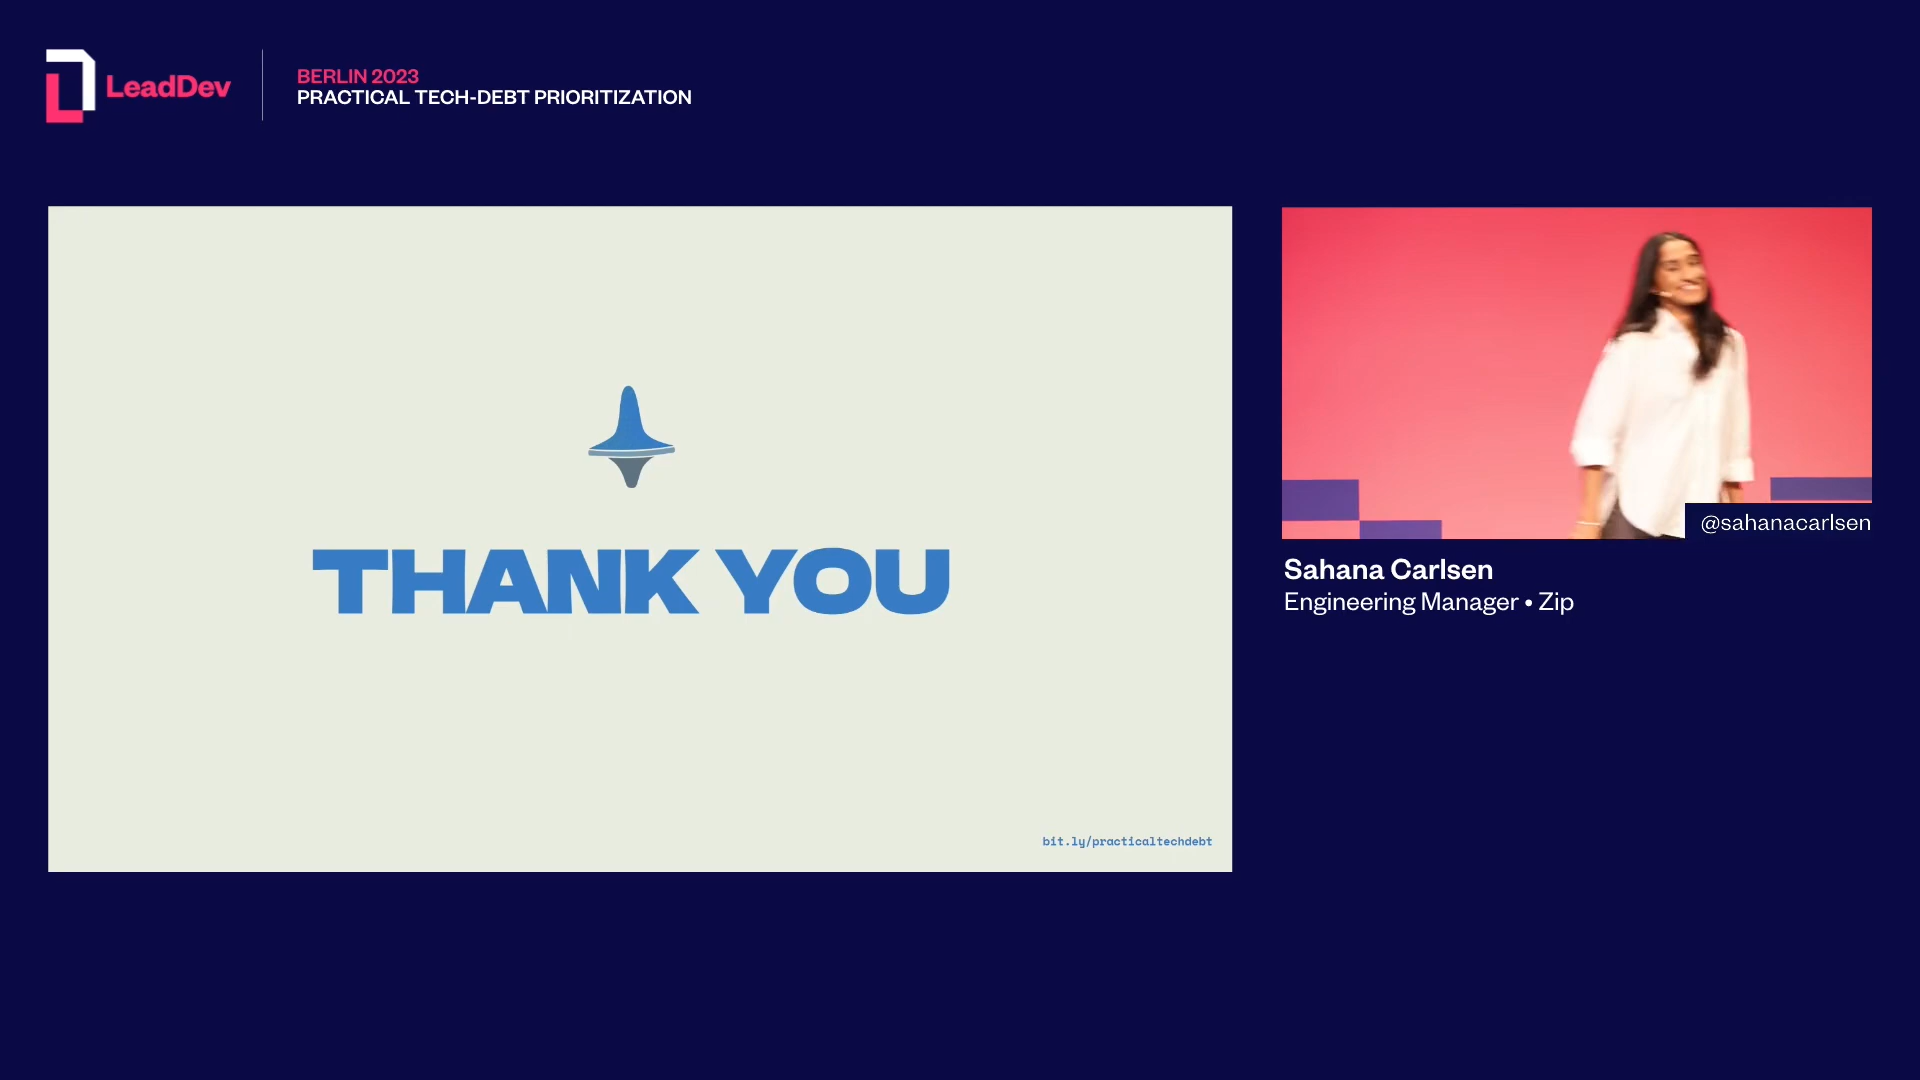 LeadDev
BERLIN 2023
PRACTICAL TECH-DEBT PRIORITIZATION
THANK YOU
bit.ly/practicaltechdebt
@sahanacarlsen
Sahana Carlsen
Engineering Manager • Zip